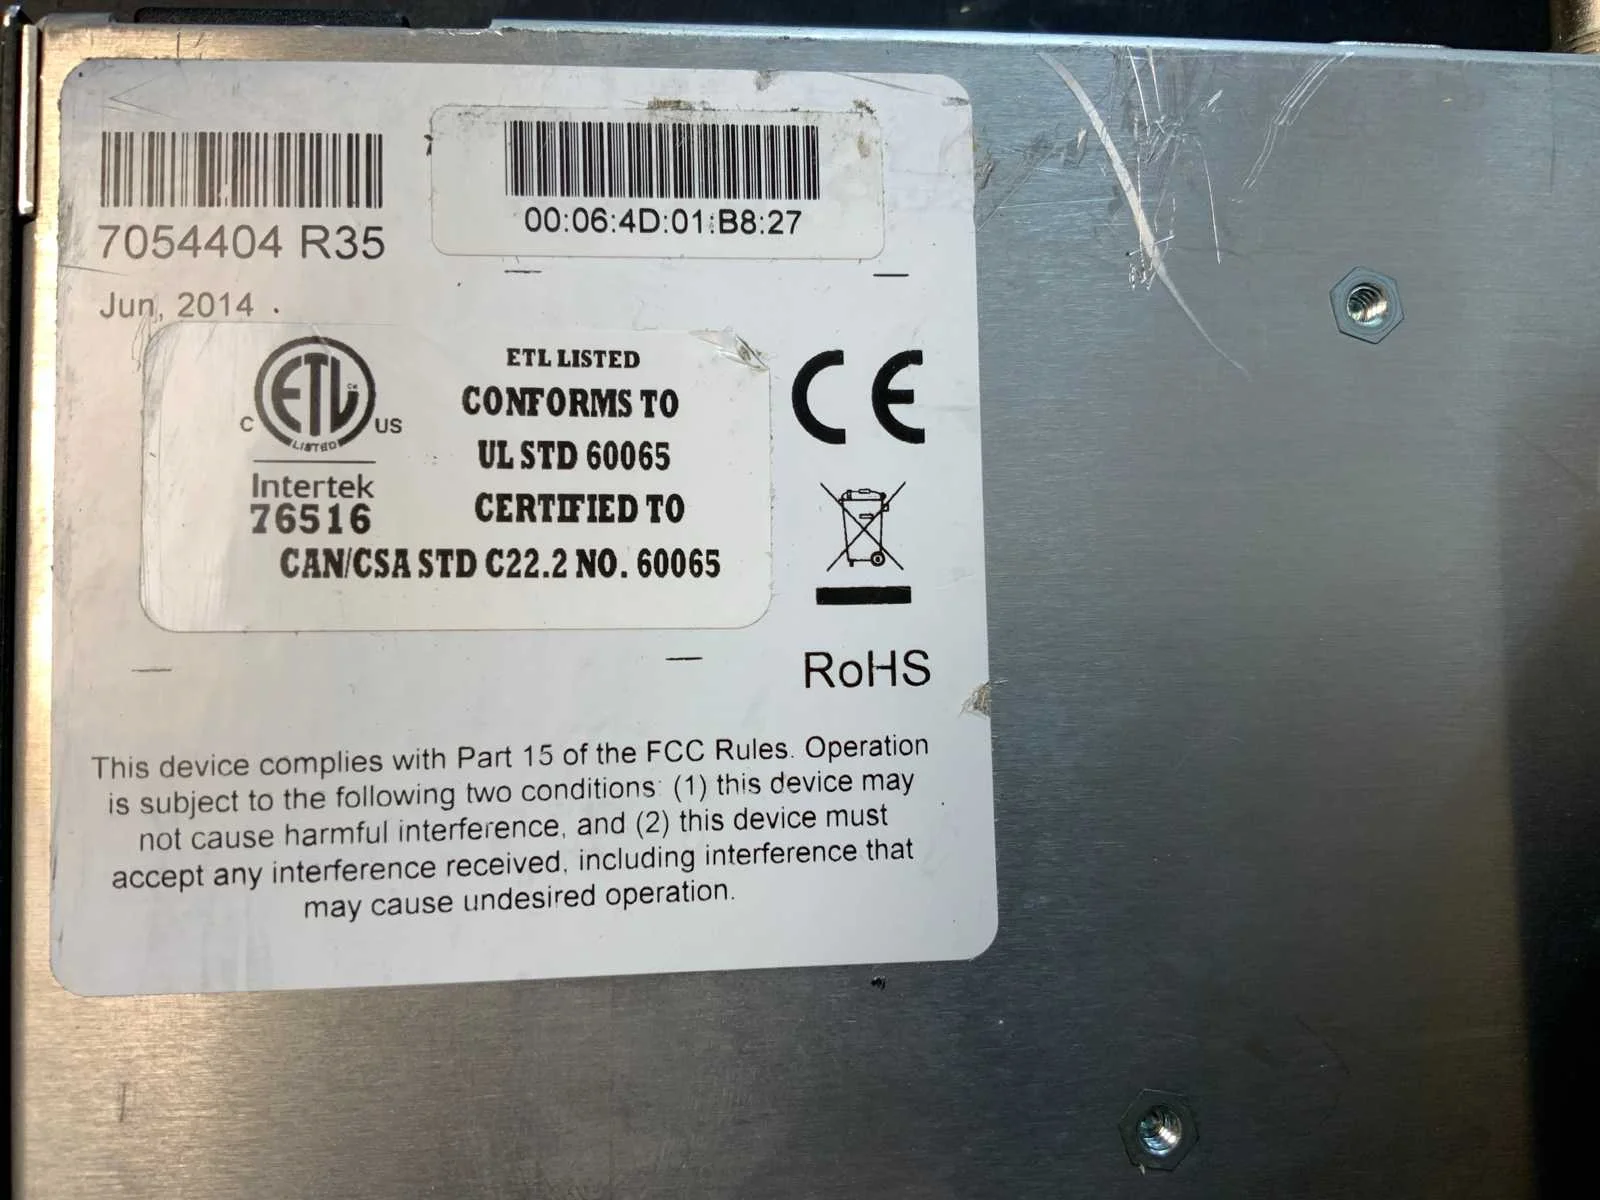 7054404 R35
00:06:4D:01:B8:27
Jun, 2014
ETL CM
C US
LISTED
Intertek
76516
ETL LISTED
CONFORMS TO
UL STD 60065
CERTIFIED TO
CAN/CSA STD C22.2 NO. 60065
CE
RoHS
This device complies with Part 15 of the FCC Rules. Operation
is subject to the following two conditions: (1) this device may
not cause harmful interference, and (2) this device must
accept any interference received, including interference that
may cause undesired operation.